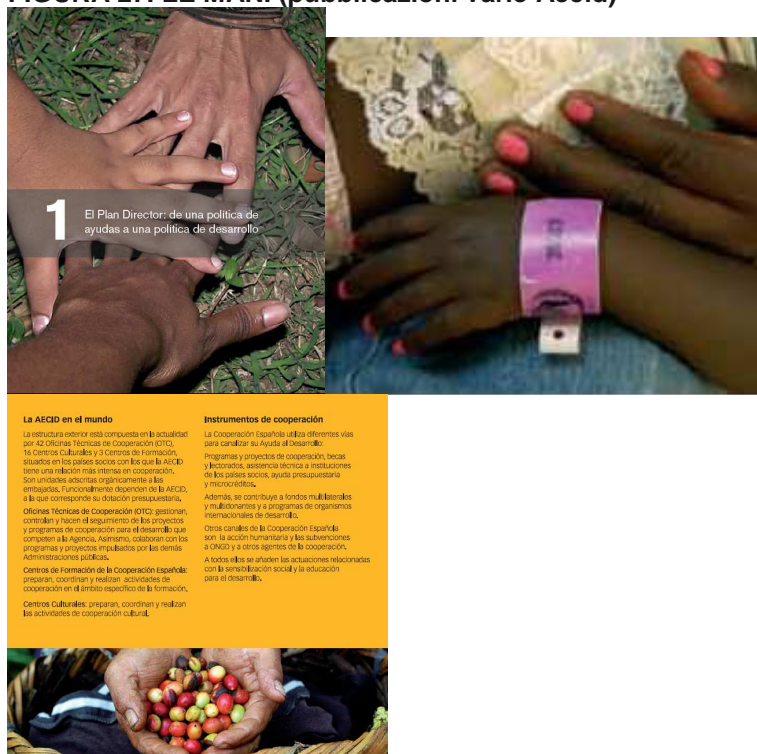 1
El Plan Director: de una política de
ayudas a una política de desarrollo
La AECID en el mundo
La estructura exterior está compuesta en la actualidad
por 42 Oficinas Técnicas de Cooperación (OTC),
16 Centros Culturales y 3 Centros de Formación,
situados en los países socios con los que la AECID
tiene una relación más intensa en cooperación.
Son unidades adscritas orgánicamente a las
embajadas. Funcionalmente dependen de la AECID,
a la que corresponde su dotación presupuestaria.
Oficinas Técnicas de Cooperación (OTC): gestionan,
controlan y hacen el seguimiento de los proyectos
y programas de cooperación para el desarrollo que
competen a la Agencia. Asimismo, colaboran con los
programas y proyectos impulsados por las demás
Administraciones públicas.
Centros de Formación de la Cooperación Española:
preparan, coordinan y realizan actividades de
cooperación en el ámbito específico de la formación.
Centros Culturales: preparan, coordinan y realizan
las actividades de cooperación cultural.
Instrumentos de cooperación
La Cooperación Española utiliza diferentes vías
para canalizar su Ayuda al Desarrollo:
Programas y proyectos de cooperación, becas
y lectorados, asistencia técnica a instituciones
de los países socios, ayuda presupuestaria
y microcréditos.
Además, se contribuye a fondos multilaterales
y multidonantes y a programas de organismos
internacionales de desarrollo.
Otros canales de la Cooperación Española
son la acción humanitaria y las subvenciones
a ONGD y a otros agentes de la cooperación.
A todos ellos se añaden las actuaciones relacionadas
con la sensibilización social y la educación
para el desarrollo.